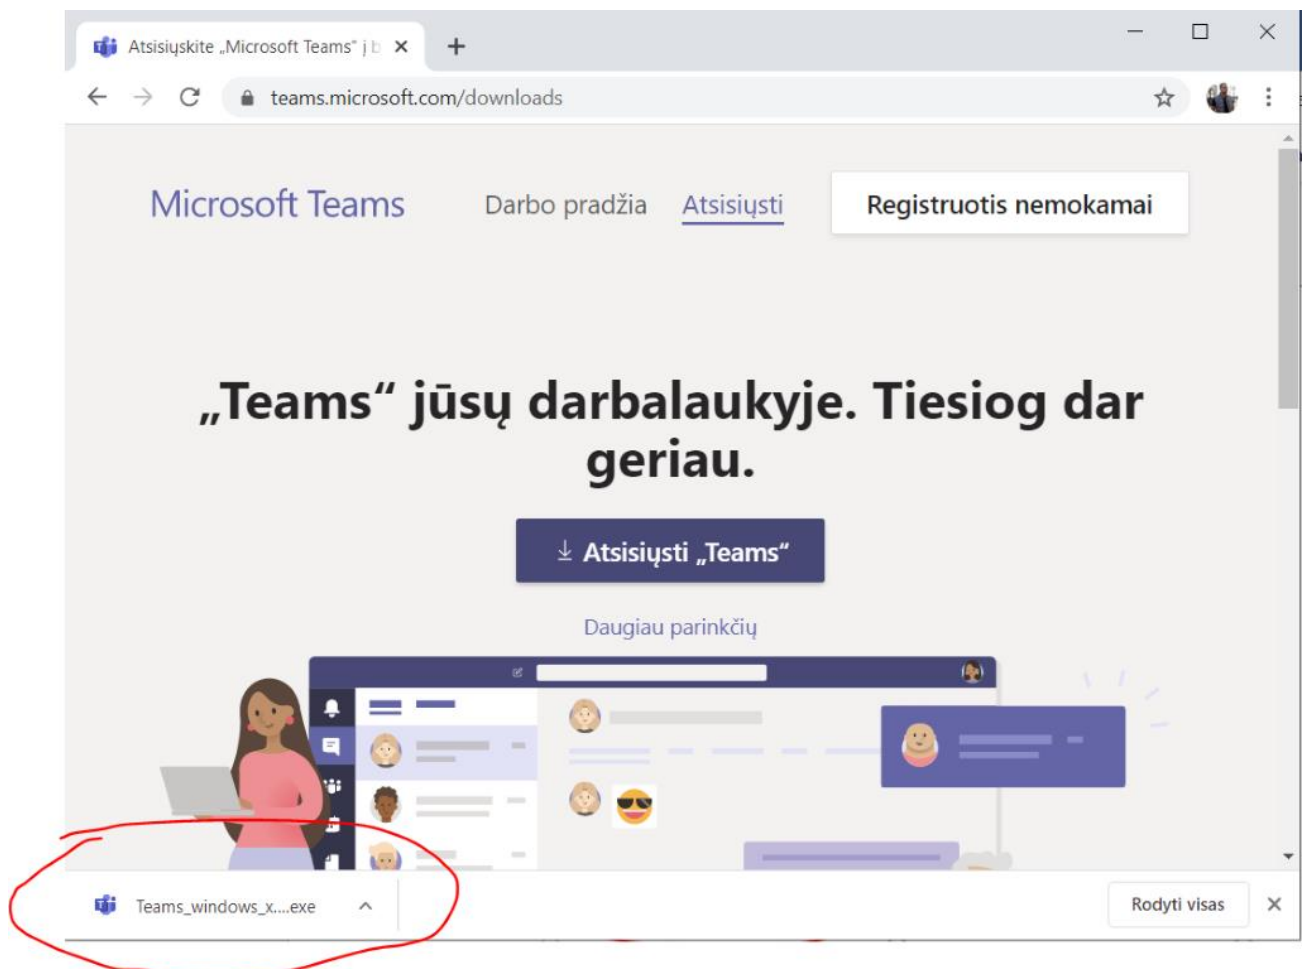 Atsisiųskite „Microsoft Teams“ į b
teams.microsoft.com/downloads
Microsoft Teams
Darbo pradžia
Atsisiųsti
Registruotis nemokamai
„Teams“ jūsų darbalaukyje. Tiesiog dar
geriau.
Atsisiųsti „Teams“
Daugiau parinkčių
Teams_windows_x....exe
Rodyti visas